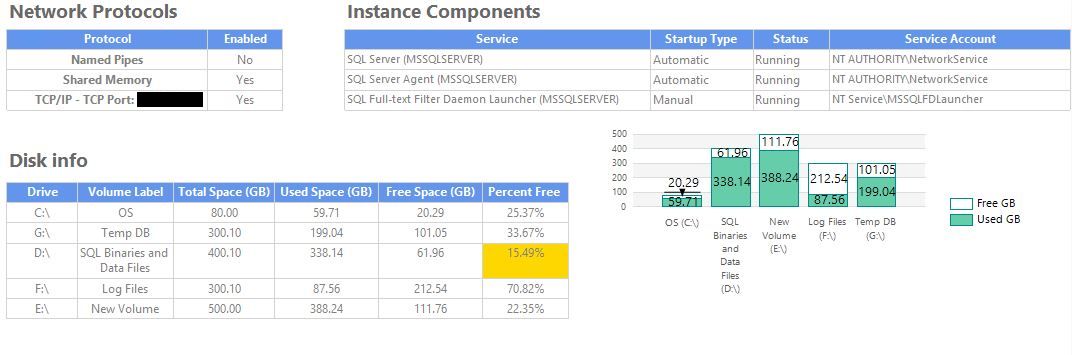 Network Protocols
Protocol Enabled
Named Pipes No
Shared Memory Yes
TCP/IP - TCP Port: Yes
Instance Components
Service Startup Type Status Service Account
SQL Server (MSSQLSERVER) Automatic Running NT AUTHORITY\NetworkService
SQL Server Agent (MSSQLSERVER) Automatic Running NT AUTHORITY\NetworkService
SQL Full-text Filter Daemon Launcher (MSSQLSERVER) Manual Running NT Service\MSSQLFDLauncher
Disk info
Drive Volume Label Total Space (GB) Used Space (GB) Free Space (GB) Percent Free
C:\ OS 80.00 59.71 20.29 25.37%
G:\ Temp DB 300.10 199.04 101.05 33.67%
D:\ SQL Binaries and 400.10 338.14 61.96 15.49%
Data Files
F:\ Log Files 300.10 87.56 212.54 70.82%
E:\ New Volume 500.00 388.24 111.76 22.35%
500
400
300
200
100
0
20.29
59.71
61.96
338.14
111.76
388.24
212.54
87.56
101.05
199.04
OS (C:\)
SQL
Binaries
and
Data
Files
(D:\)
New
Volume
(E:\)
Log Files
(F:\)
Temp DB
(G:\)
Free GB
Used GB